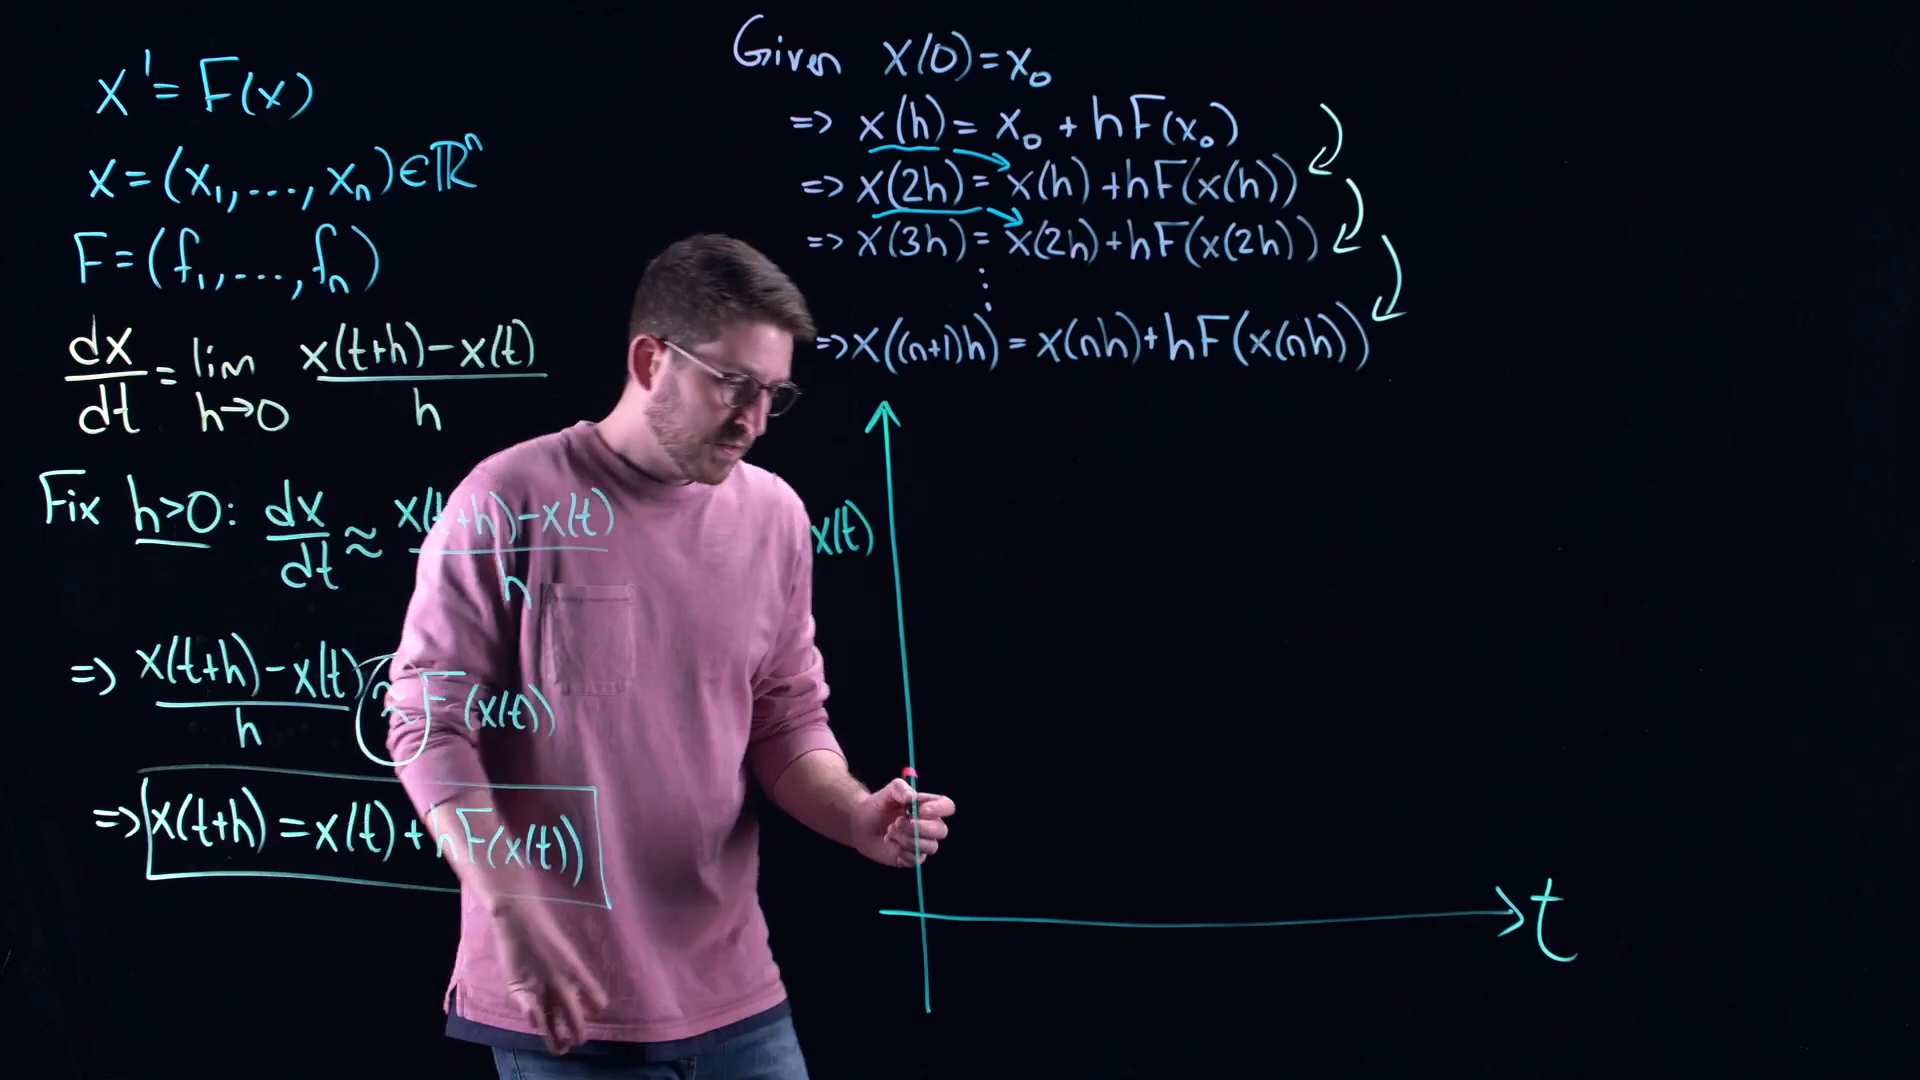 x' = F(x)
x = (x₁, ..., xₙ) ∈ ℝⁿ
F = (f₁, ..., fₙ)
dx/dt = lim h→0 (x(t+h) - x(t))/h
Fix h>0: dx/dt ≈ (x(t+h) - x(t))/h
=> (x(t+h) - x(t))/h ≈ F(x(t))
=> x(t+h) = x(t) + hF(x(t))
Given x(0) = x₀
=> x(h) = x₀ + hF(x₀)
=> x(2h) = x(h) + hF(x(h))
=> x(3h) = x(2h) + hF(x(2h))
⋮
=> x((n+1)h) = x(nh) + hF(x(nh))
x(t)
t